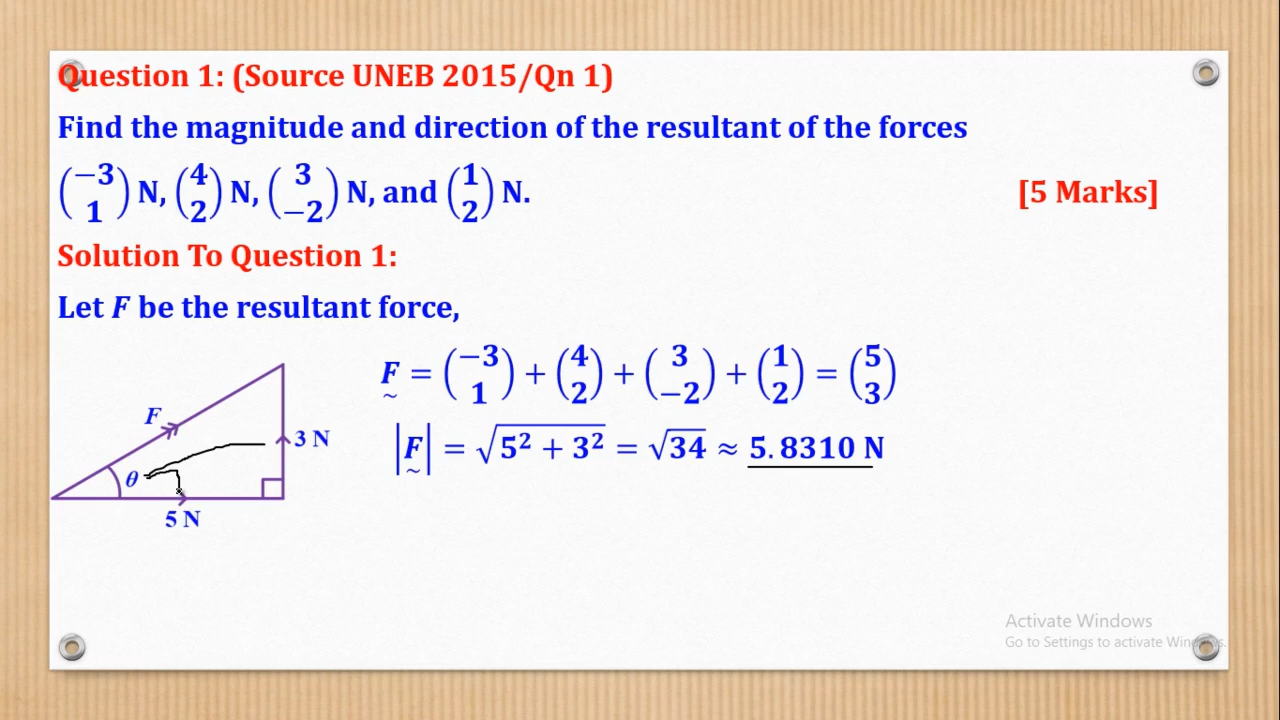 Question 1: (Source UNEB 2015/Qn 1)
Find the magnitude and direction of the resultant of the forces
(−3 1) N, (4 2) N, (3 −2) N, and (1 2) N. [5 Marks]
Solution To Question 1:
Let F be the resultant force,
F = (−3 1) + (4 2) + (3 −2) + (1 2) = (5 3)
|F| = √5² + 3² = √34 ≈ 5.8310 N
F
3 N
θ
5 N
Activate Windows
Go to Settings to activate Windows.